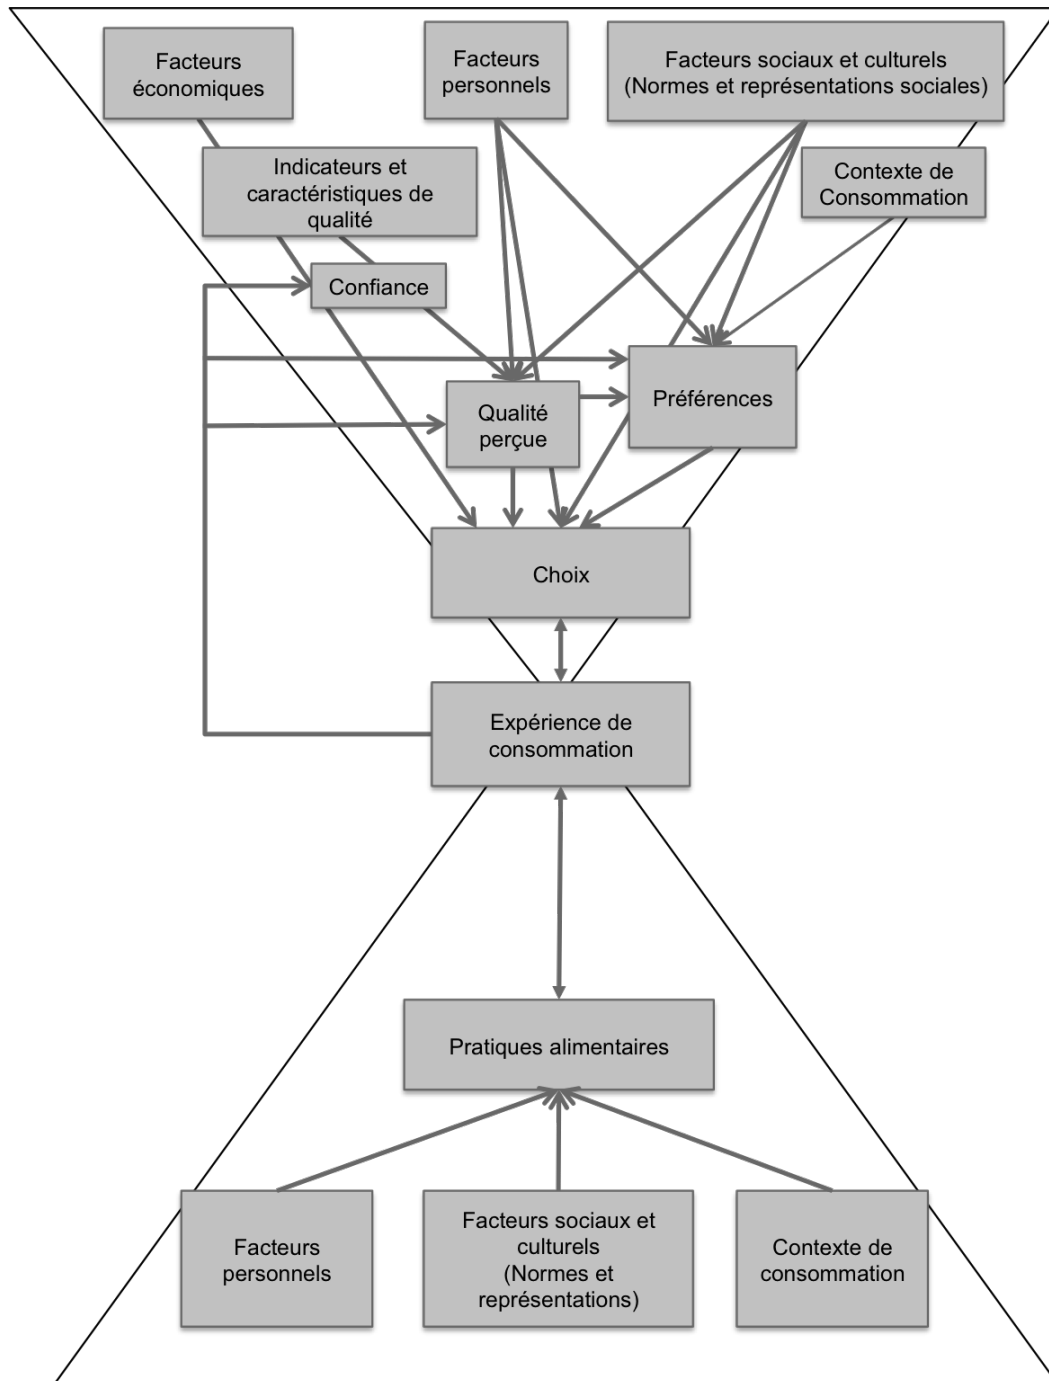 Facteurs
économiques
Facteurs
personnels
Facteurs sociaux et culturels
(Normes et représentations sociales)
Indicateurs et
caractéristiques de
qualité
Contexte de
Consommation
Confiance
Qualité
perçue
Préférences
Choix
Expérience de
consommation
Pratiques alimentaires
Facteurs
personnels
Facteurs sociaux et
culturels
(Normes et
représentations)
Contexte de
consommation